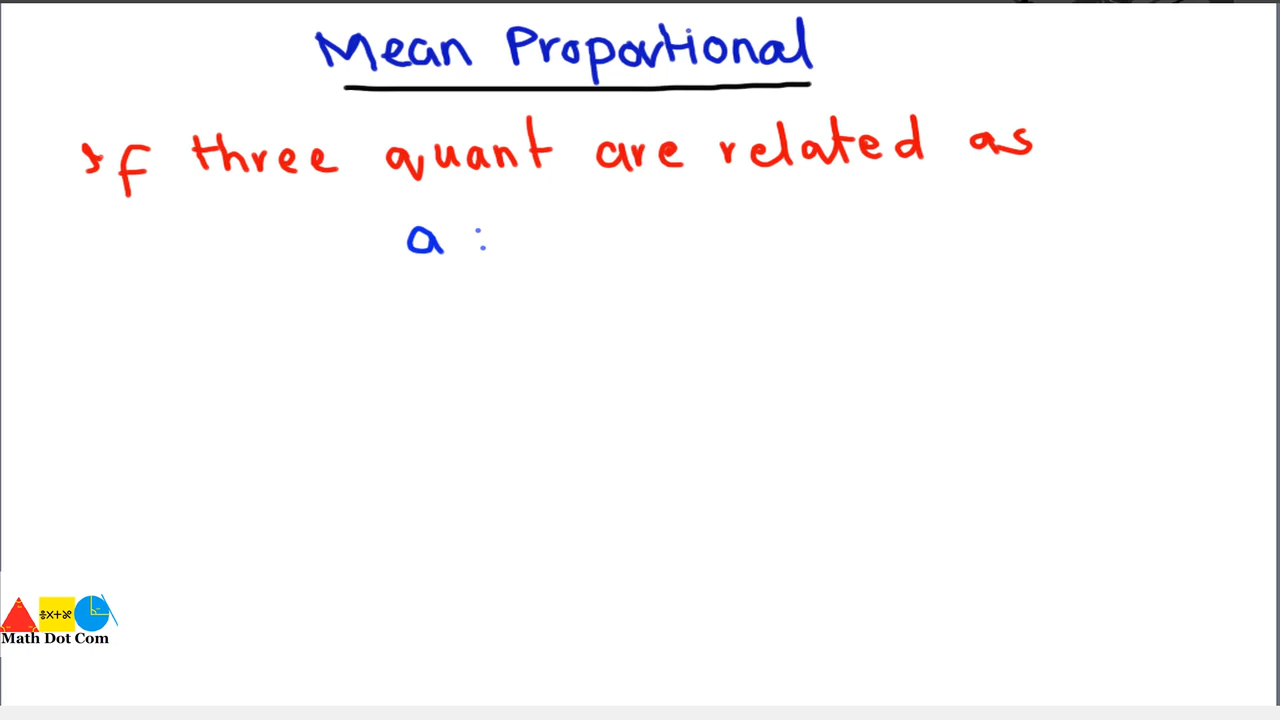 Mean Proportional
If three quant are related as
a :
÷×+
Math Dot Com